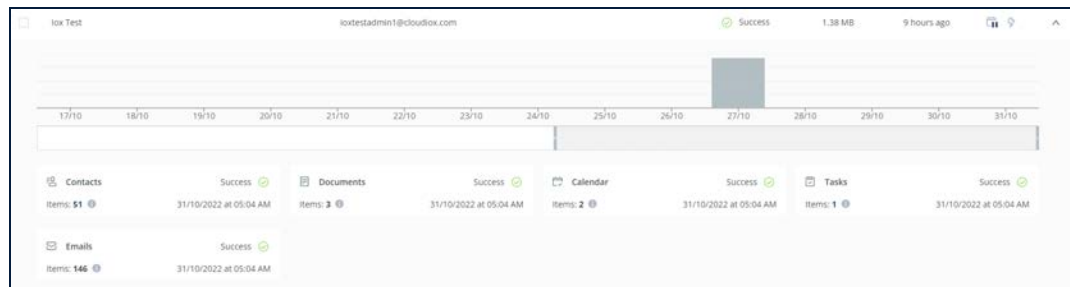 Iox Test ioxtestadmin1@cloudiox.com Success 1.38 MB 9 hours ago
17/10 18/10 19/10 20/10 21/10 22/10 23/10 24/10 25/10 26/10 27/10 28/10 29/10 30/10 31/10
Contacts Success
Items: 51 31/10/2022 at 05:04 AM
Documents Success
Items: 3 31/10/2022 at 05:04 AM
Calendar Success
Items: 2 31/10/2022 at 05:04 AM
Tasks Success
Items: 1 31/10/2022 at 05:04 AM
Emails Success
Items: 146 31/10/2022 at 05:04 AM